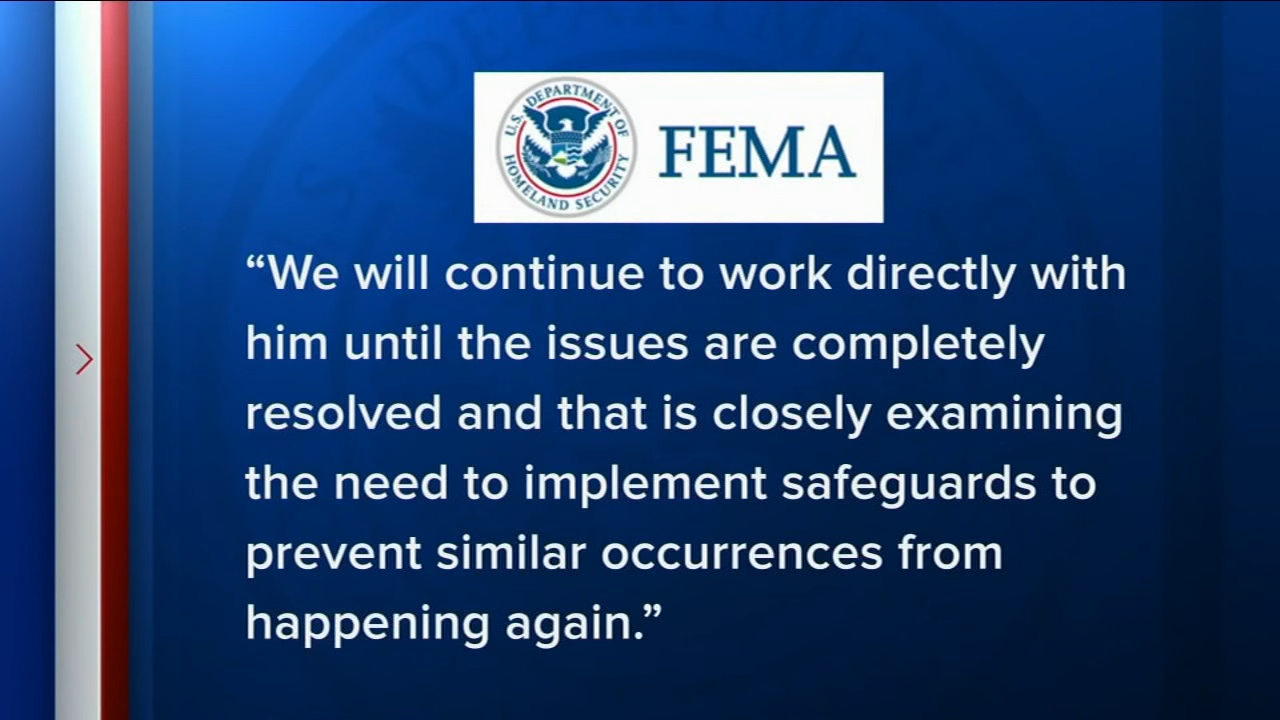 U.S. DEPARTMENT OF
HOMELAND SECURITY
FEMA
“We will continue to work directly with
him until the issues are completely
resolved and that is closely examining
the need to implement safeguards to
prevent similar occurrences from
happening again.”